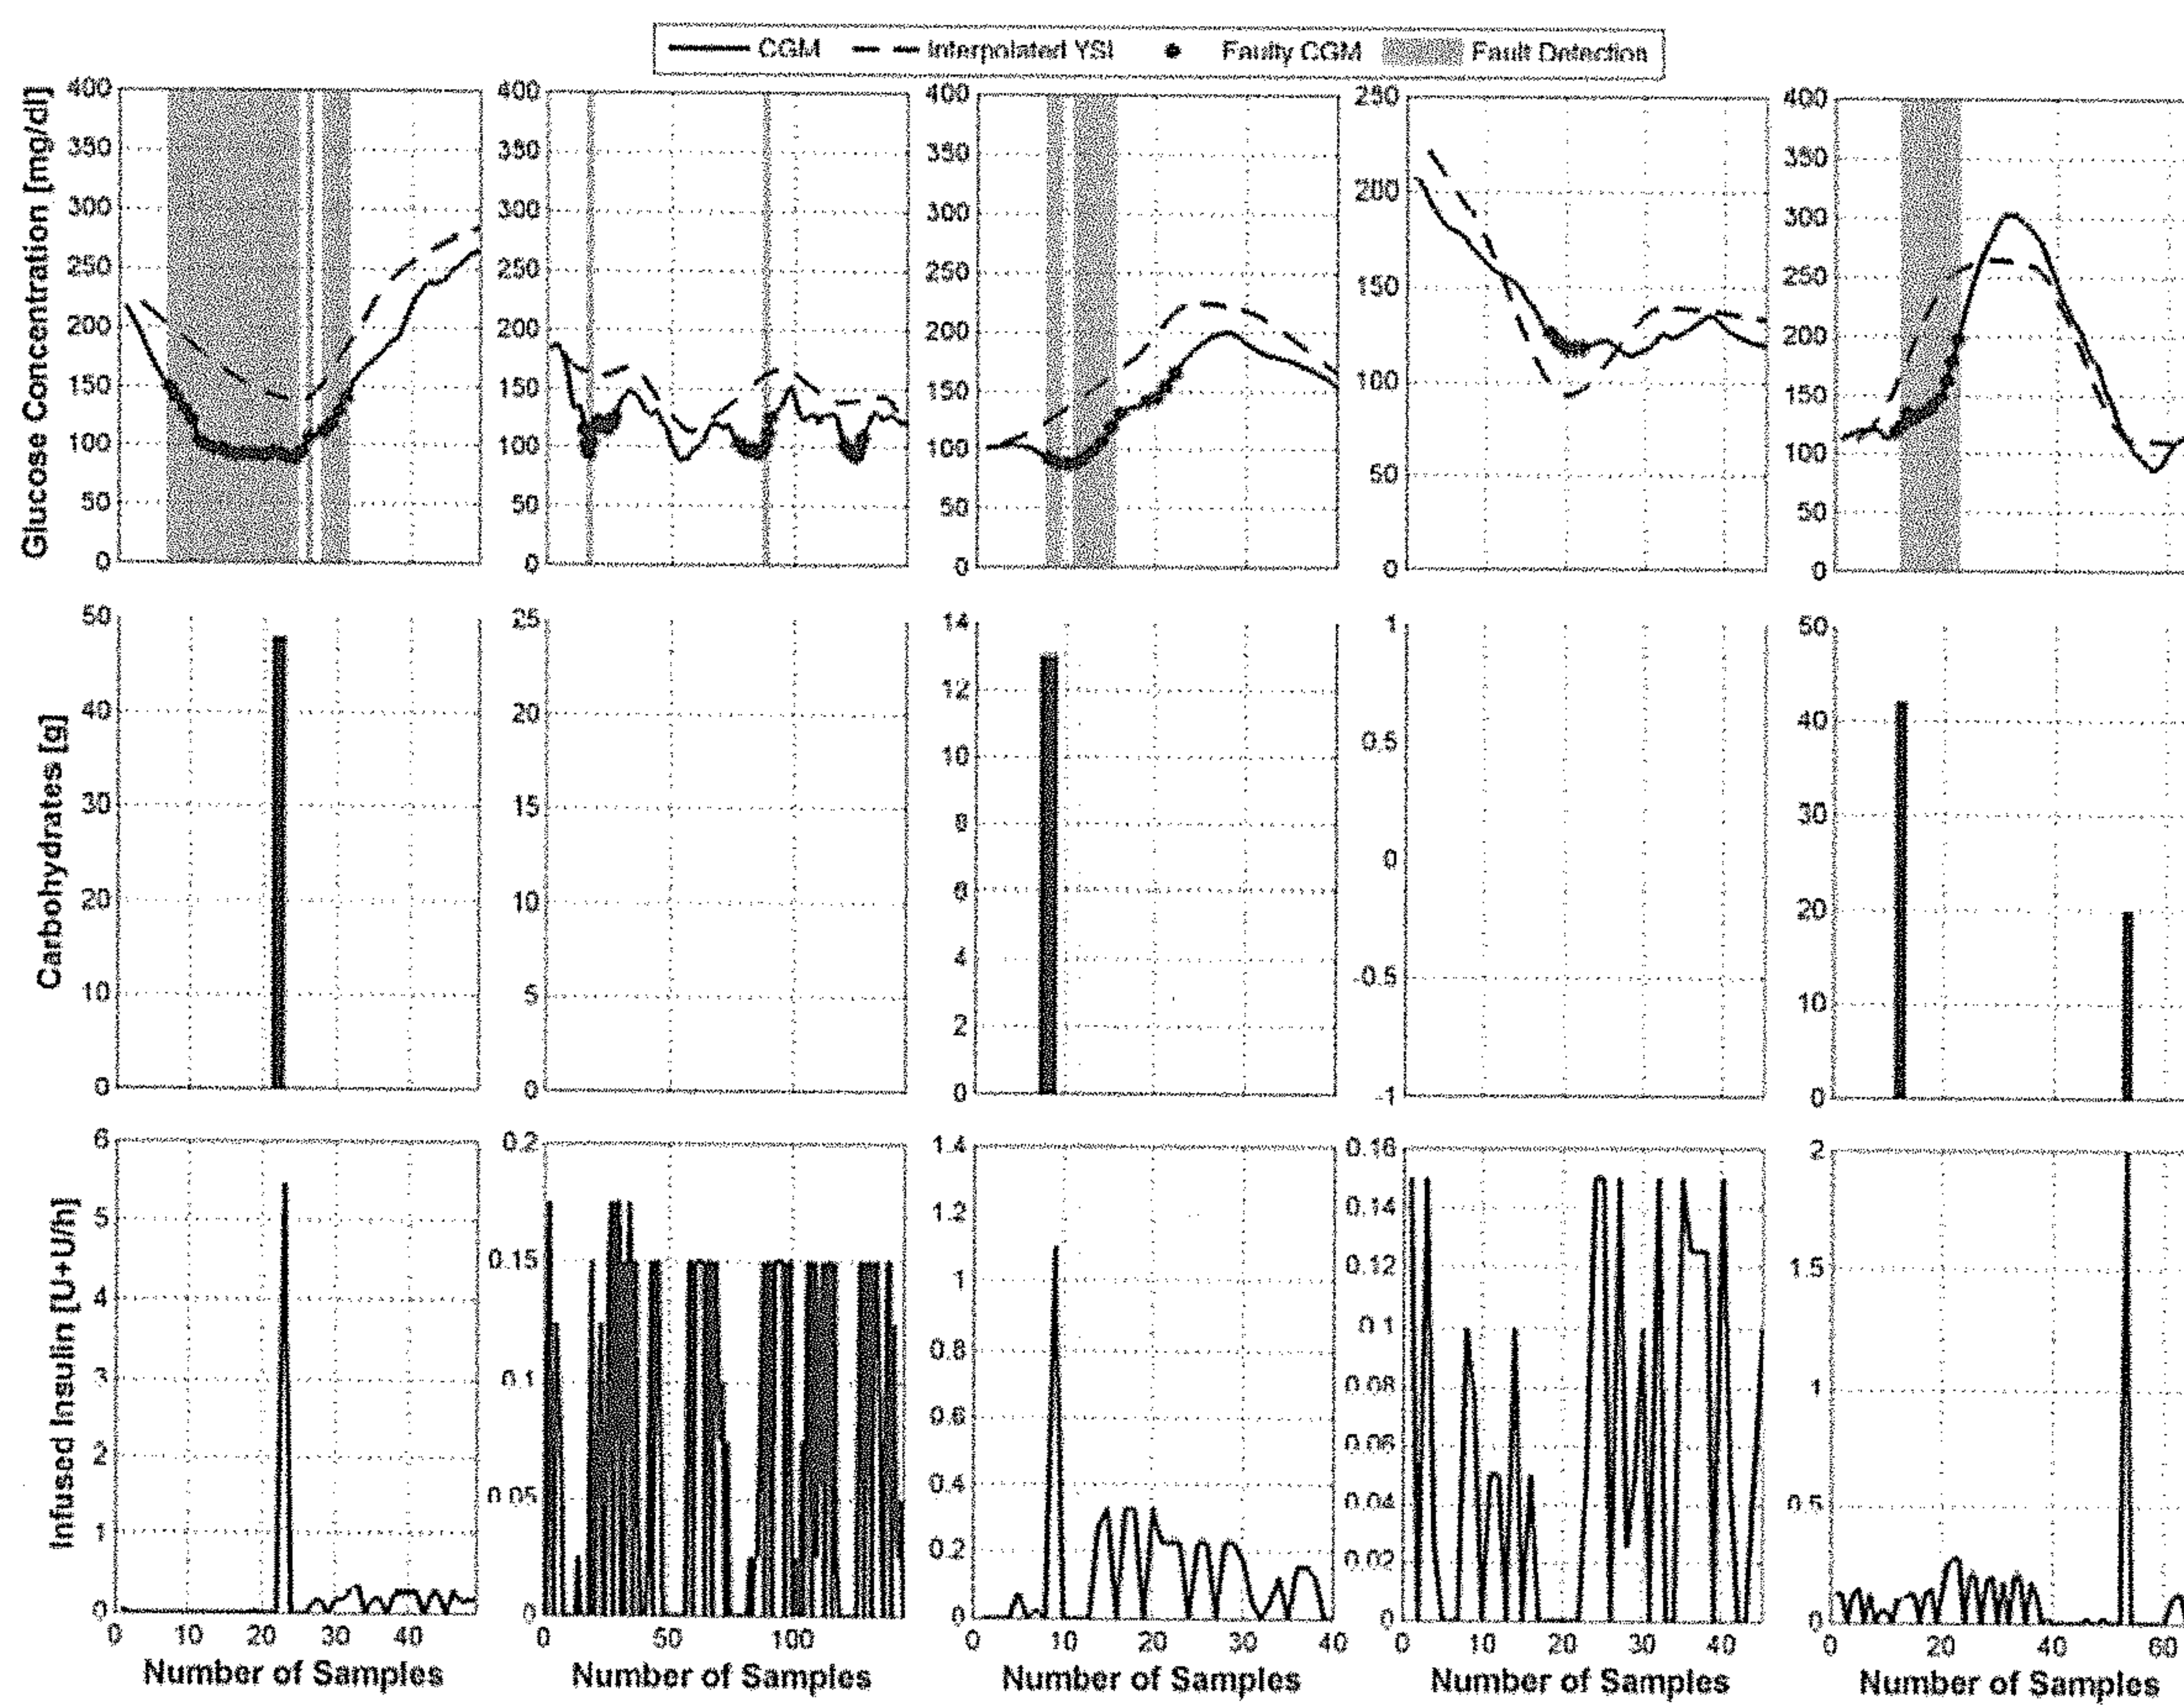 CGM Interpolated YSI Faulty CGM Fault Detection
Glucose Concentration [mg/dl]
400 350 300 250 200 150 100 50 0
400 350 300 250 200 150 100 50 0
400 350 300 250 200 150 100 50 0
250 200 150 100 50 0
400 350 300 250 200 150 100 50 0
Carbohydrates [g]
50 40 30 20 10 0
25 20 15 10 5 0
14 12 10 8 6 4 2 0
1 0.5 0 -0.5 -1
50 40 30 20 10 0
Infused Insulin [U+U/h]
6 5 4 3 2 1 0
0.2 0.15 0.1 0.05 0
1.4 1.2 1 0.8 0.6 0.4 0.2 0
0.16 0.14 0.12 0.1 0.08 0.06 0.04 0.02 0
2 1.5 1 0.5 0
0 10 20 30 40
0 50 100
0 10 20 30 40
0 10 20 30 40
0 20 40 60
Number of Samples
Number of Samples
Number of Samples
Number of Samples
Number of Samples